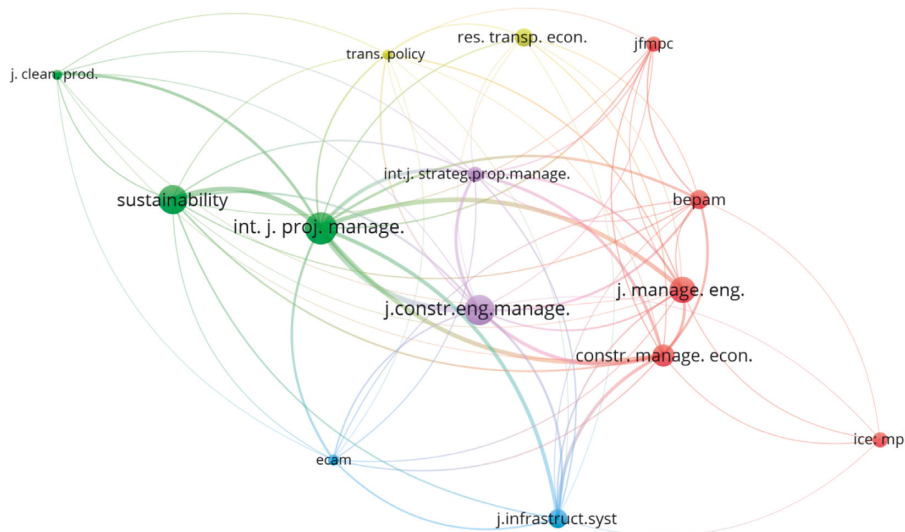 res. transp. econ.
jfmpc
trans. policy
j. clean. prod.
int.j. strateg.prop.manage.
sustainability
bepam
int. j. proj. manage.
j. manage. eng.
j.constr.eng.manage.
constr. manage. econ.
ice: mp
ecam
j.infrastruct.syst